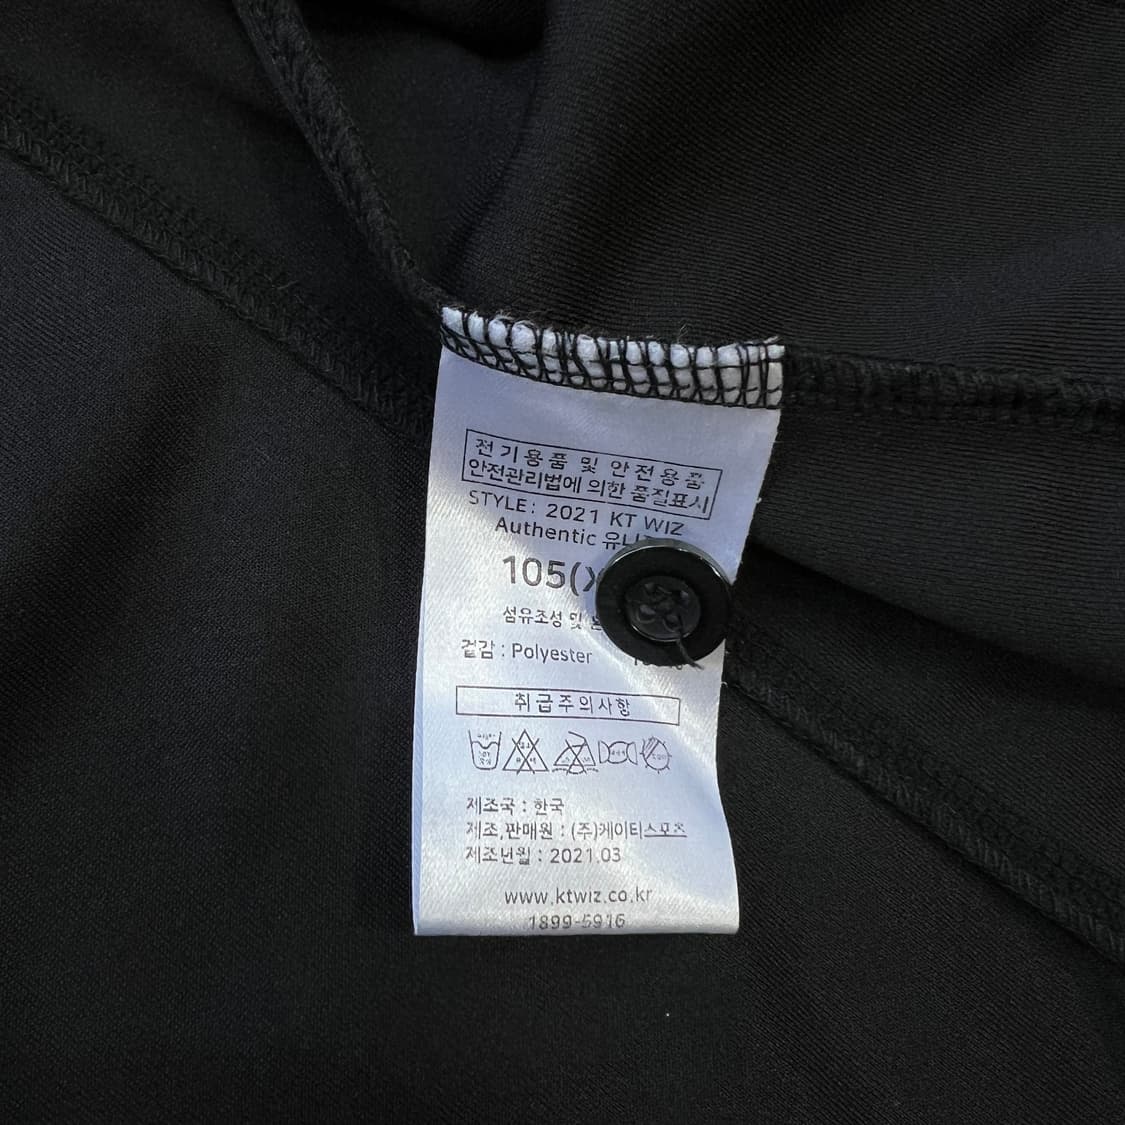 전기용품 및 안전용품
안전관리법에 의한 품질표시
STYLE: 2021 KT WIZ
Authentic
105(X
섬유조성 및
겉감 : Polyester
취급주의사항
제조국 : 한국
제조,판매원 : (주)케이티스포츠
제조년월 : 2021.03
www.ktwiz.co.kr
1899-5916